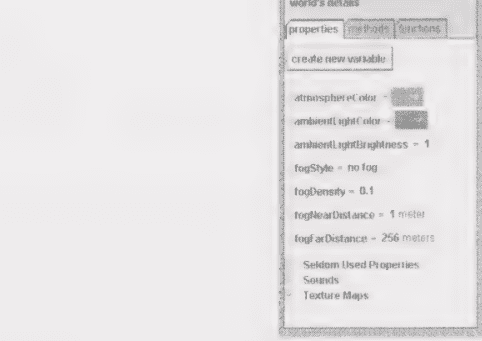 world's details
properties methods functions
create new variable
atmosphereColor =
ambientLightColor =
ambientLightBrightness = 1
fogStyle = no fog
fogDensity = 0.1
fogNearDistance = 1 meter
fogFarDistance = 256 meters
Seldom Used Properties
Sounds
Texture Maps